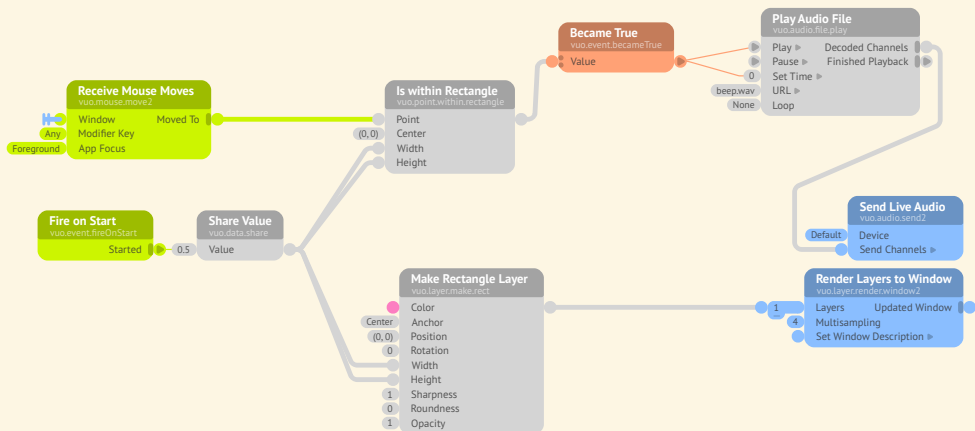 Became True
vuo.event.becameTrue
Value
Play Audio File
vuo.audio.file.play
Play Decoded Channels
Pause Finished Playback
0 Set Time
beep.wav URL
None Loop
Receive Mouse Moves
vuo.mouse.move2
Window Moved To
Any Modifier Key
Foreground App Focus
Is within Rectangle
vuo.point.within.rectangle
Point
(0, 0) Center
Width
Height
Fire on Start
vuo.event.fireOnStart
Started
Share Value
vuo.data.share
0.5 Value
Send Live Audio
vuo.audio.send2
Default Device
Send Channels
Make Rectangle Layer
vuo.layer.make.rect
Color
Center Anchor
(0, 0) Position
0 Rotation
Width
Height
1 Sharpness
0 Roundness
1 Opacity
Render Layers to Window
vuo.layer.render.window2
1 Layers Updated Window
4 Multisampling
Set Window Description